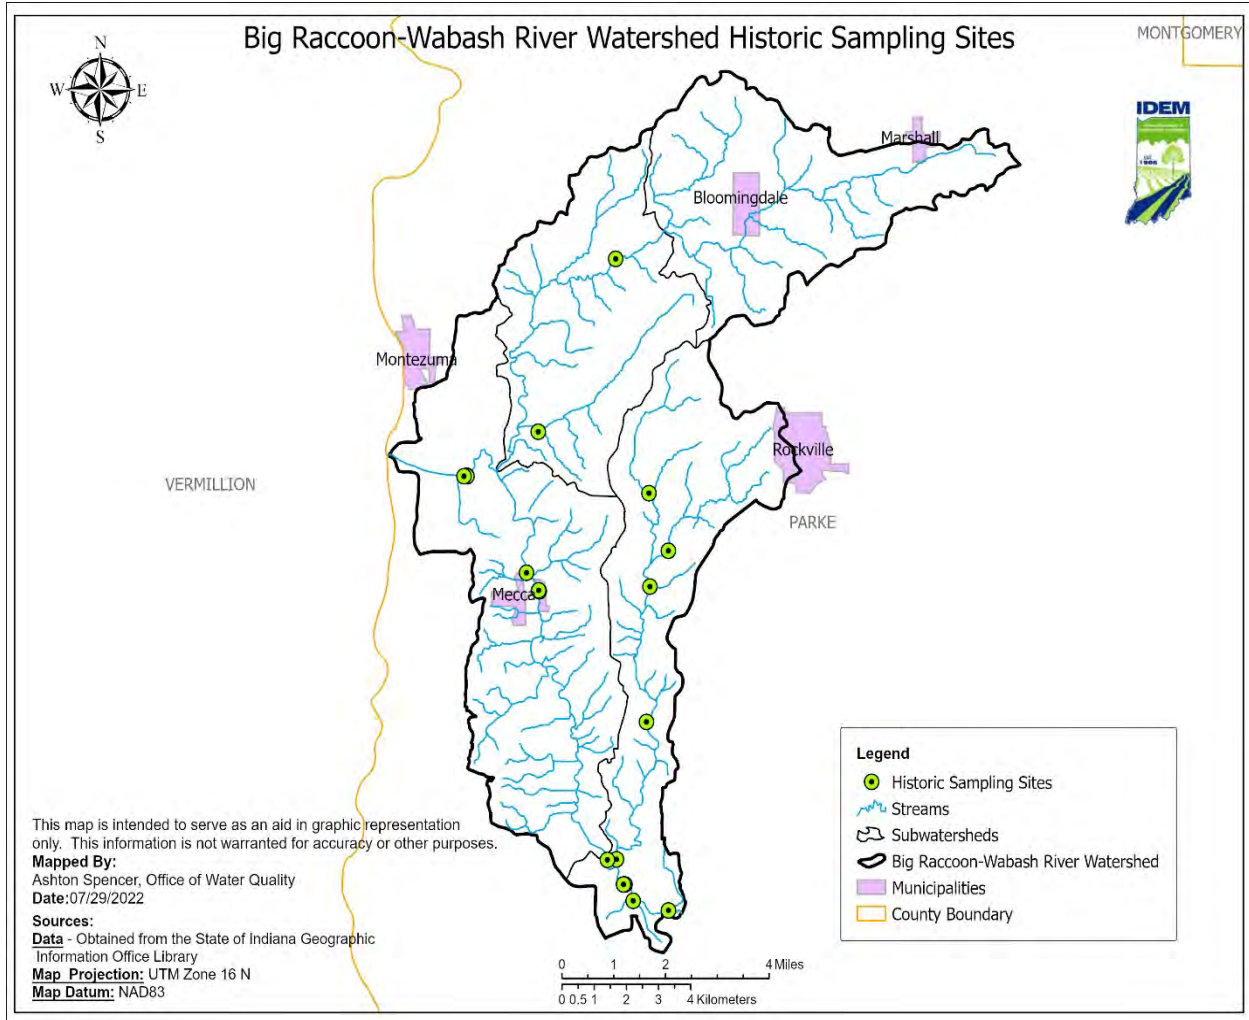 Big Raccoon-Wabash River Watershed Historic Sampling Sites
MONTGOMERY
N
W E
S
IDEM
EST.
1986
Marshall
Bloomingdale
Montezuma
Rockville
VERMILLION
PARKE
Mecca
Legend
Historic Sampling Sites
Streams
Subwatersheds
Big Raccoon-Wabash River Watershed
Municipalities
County Boundary
This map is intended to serve as an aid in graphic representation
only. This information is not warranted for accuracy or other purposes.
Mapped By:
Ashton Spencer, Office of Water Quality
Date:07/29/2022
Sources:
Data - Obtained from the State of Indiana Geographic
Information Office Library
Map Projection: UTM Zone 16 N
Map Datum: NAD83
0 1 2 4 Miles
0 0.5 1 2 3 4 Kilometers